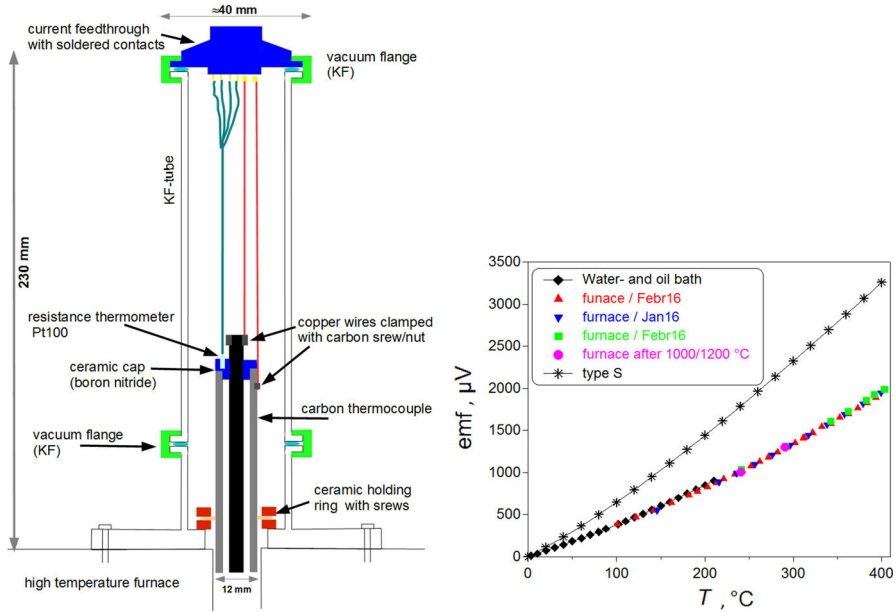 ≈40 mm
current feedthrough
with soldered contacts
vacuum flange
(KF)
KF-tube
230 mm
resistance thermometer
Pt100
copper wires clamped
with carbon srew/nut
ceramic cap
(boron nitride)
carbon thermocouple
vacuum flange
(KF)
ceramic holding
ring with srews
high temperature furnace
12 mm
3500
3000
2500
2000
1500
1000
500
0
emf , µV
Water- and oil bath
funace / Febr16
furnace / Jan16
furnace / Febr16
furnace after 1000/1200 °C
type S
0 100 200 300 400
T , °C